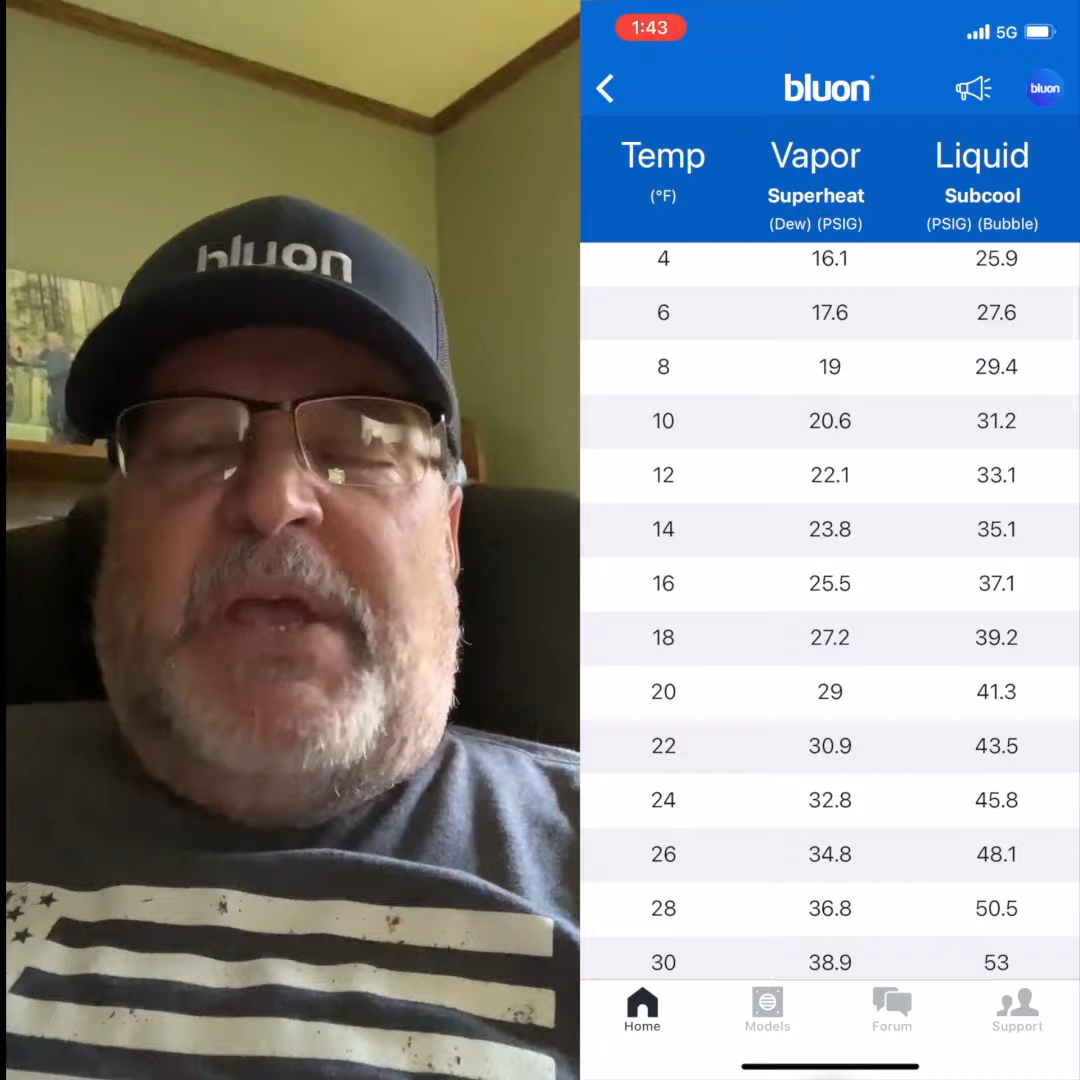 bluon
1:43
5G
bluon
bluon
Temp Vapor Liquid
(°F) Superheat Subcool
(Dew) (PSIG) (PSIG) (Bubble)
4 16.1 25.9
6 17.6 27.6
8 19 29.4
10 20.6 31.2
12 22.1 33.1
14 23.8 35.1
16 25.5 37.1
18 27.2 39.2
20 29 41.3
22 30.9 43.5
24 32.8 45.8
26 34.8 48.1
28 36.8 50.5
30 38.9 53
Home Models Forum Support